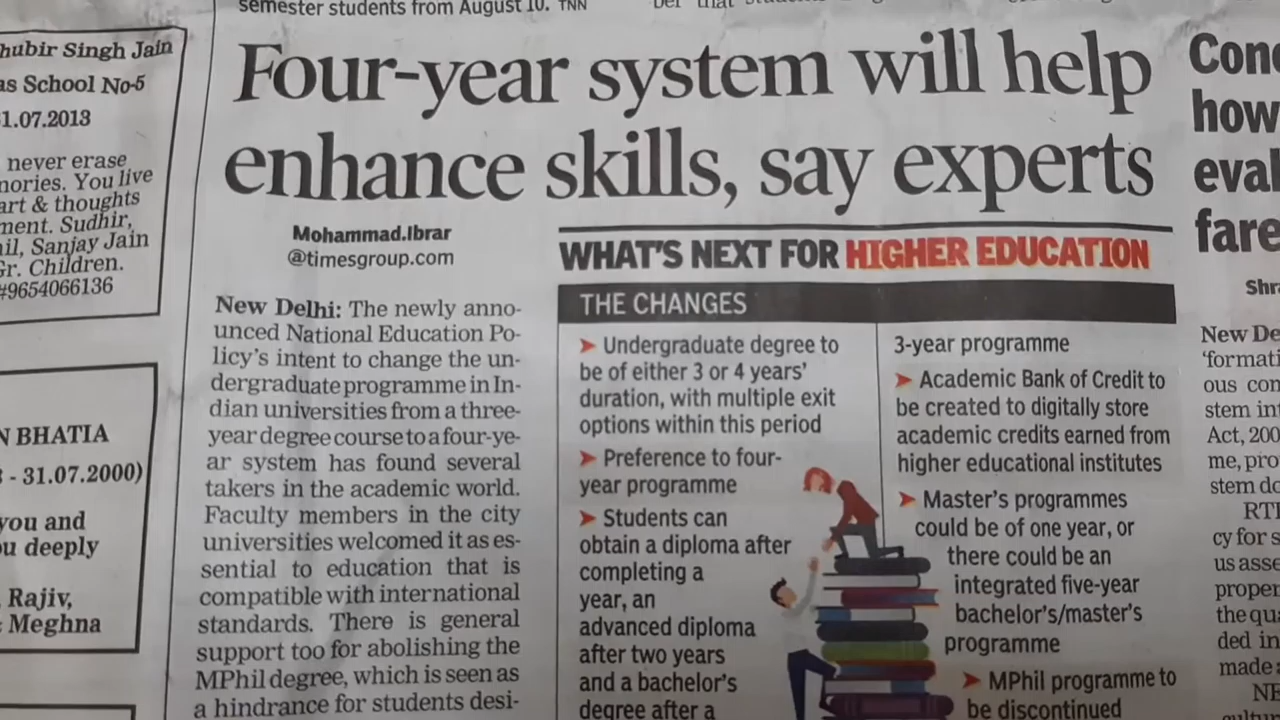 semester students from August 10. TNN
hubir Singh Jain
as School No-5
1.07.2013
never erase
nories. You live
art & thoughts
ment. Sudhir,
il, Sanjay Jain
Gr. Children.
#9654066136
N BHATIA
- 31.07.2000)
you and
u deeply
Rajiv,
Meghna
Four-year system will help
enhance skills, say experts
Mohammad.Ibrar
@timesgroup.com
New Delhi: The newly anno-
unced National Education Po-
licy's intent to change the un-
dergraduate programme in In-
dian universities from a three-
year degree course to a four-ye-
ar system has found several
takers in the academic world.
Faculty members in the city
universities welcomed it as es-
sential to education that is
compatible with international
standards. There is general
support too for abolishing the
MPhil degree, which is seen as
a hindrance for students desi-
WHAT'S NEXT FOR HIGHER EDUCATION
THE CHANGES
➤ Undergraduate degree to
be of either 3 or 4 years'
duration, with multiple exit
options within this period
➤ Preference to four-
year programme
➤ Students can
obtain a diploma after
completing a
year, an
advanced diploma
after two years
and a bachelor's
degree after a
3-year programme
➤ Academic Bank of Credit to
be created to digitally store
academic credits earned from
higher educational institutes
➤ Master's programmes
could be of one year, or
there could be an
integrated five-year
bachelor's/master's
programme
➤ MPhil programme to
be discontinued
Conc
how
eval
fare
Shra
New De
'formati
ous con
stem int
Act, 200
me, pro
stem do
RTI
cy for s
us asse
proper
the qu
ded in
made
NE